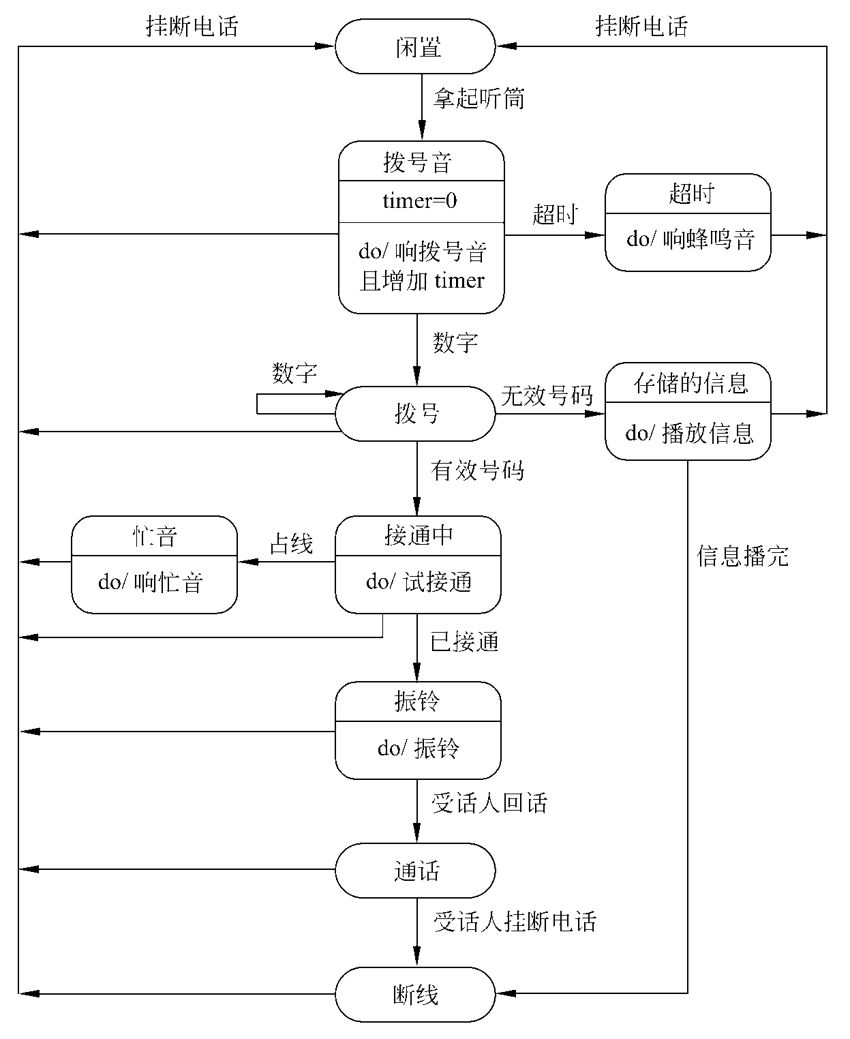 挂断电话
挂断电话
闲置
拿起听筒
拨号音
timer=0
do/ 响拨号音
且增加 timer
超时
超时
do/ 响蜂鸣音
数字
数字
拨号
无效号码
存储的信息
do/ 播放信息
有效号码
忙音
do/ 响忙音
占线
接通中
do/ 试接通
信息播完
已接通
振铃
do/ 振铃
受话人回话
通话
受话人挂断电话
断线